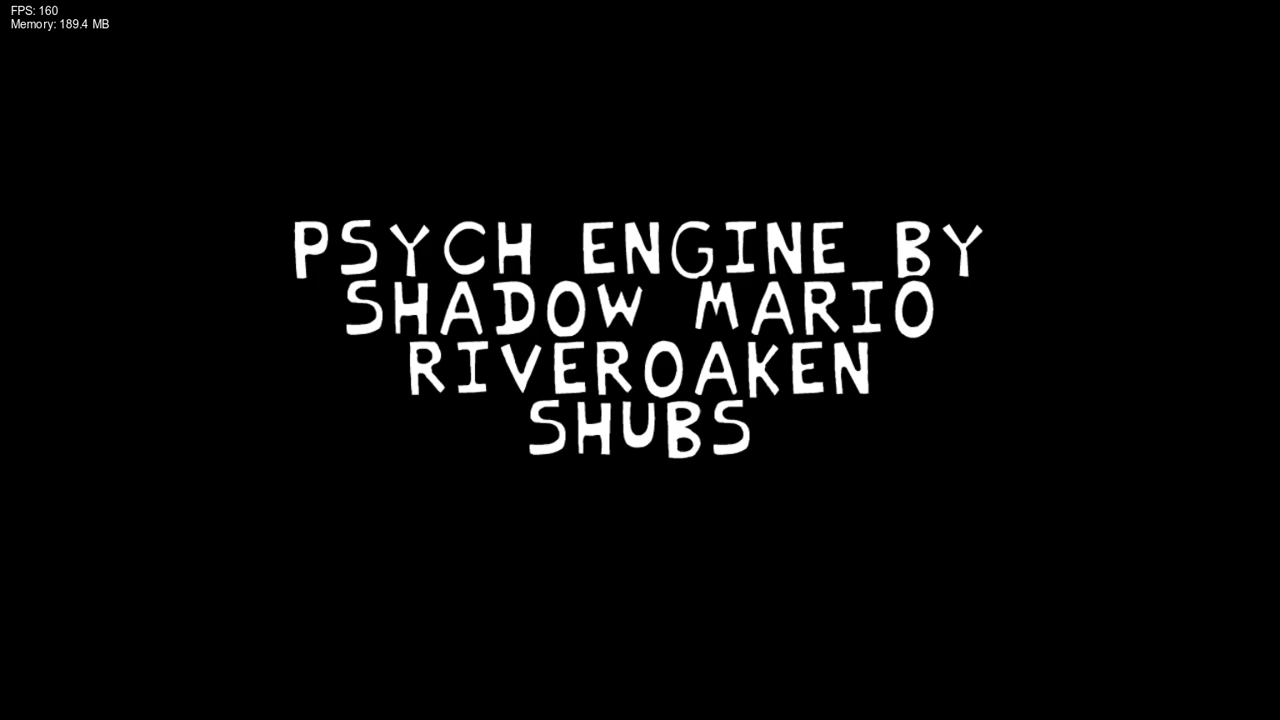 FPS: 160
Memory: 189.4 MB
PSYCH ENGINE BY
SHADOW MARIO
RIVEROAKEN
SHUBS